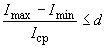 (I_max − I_min) / I_cp ≤ d